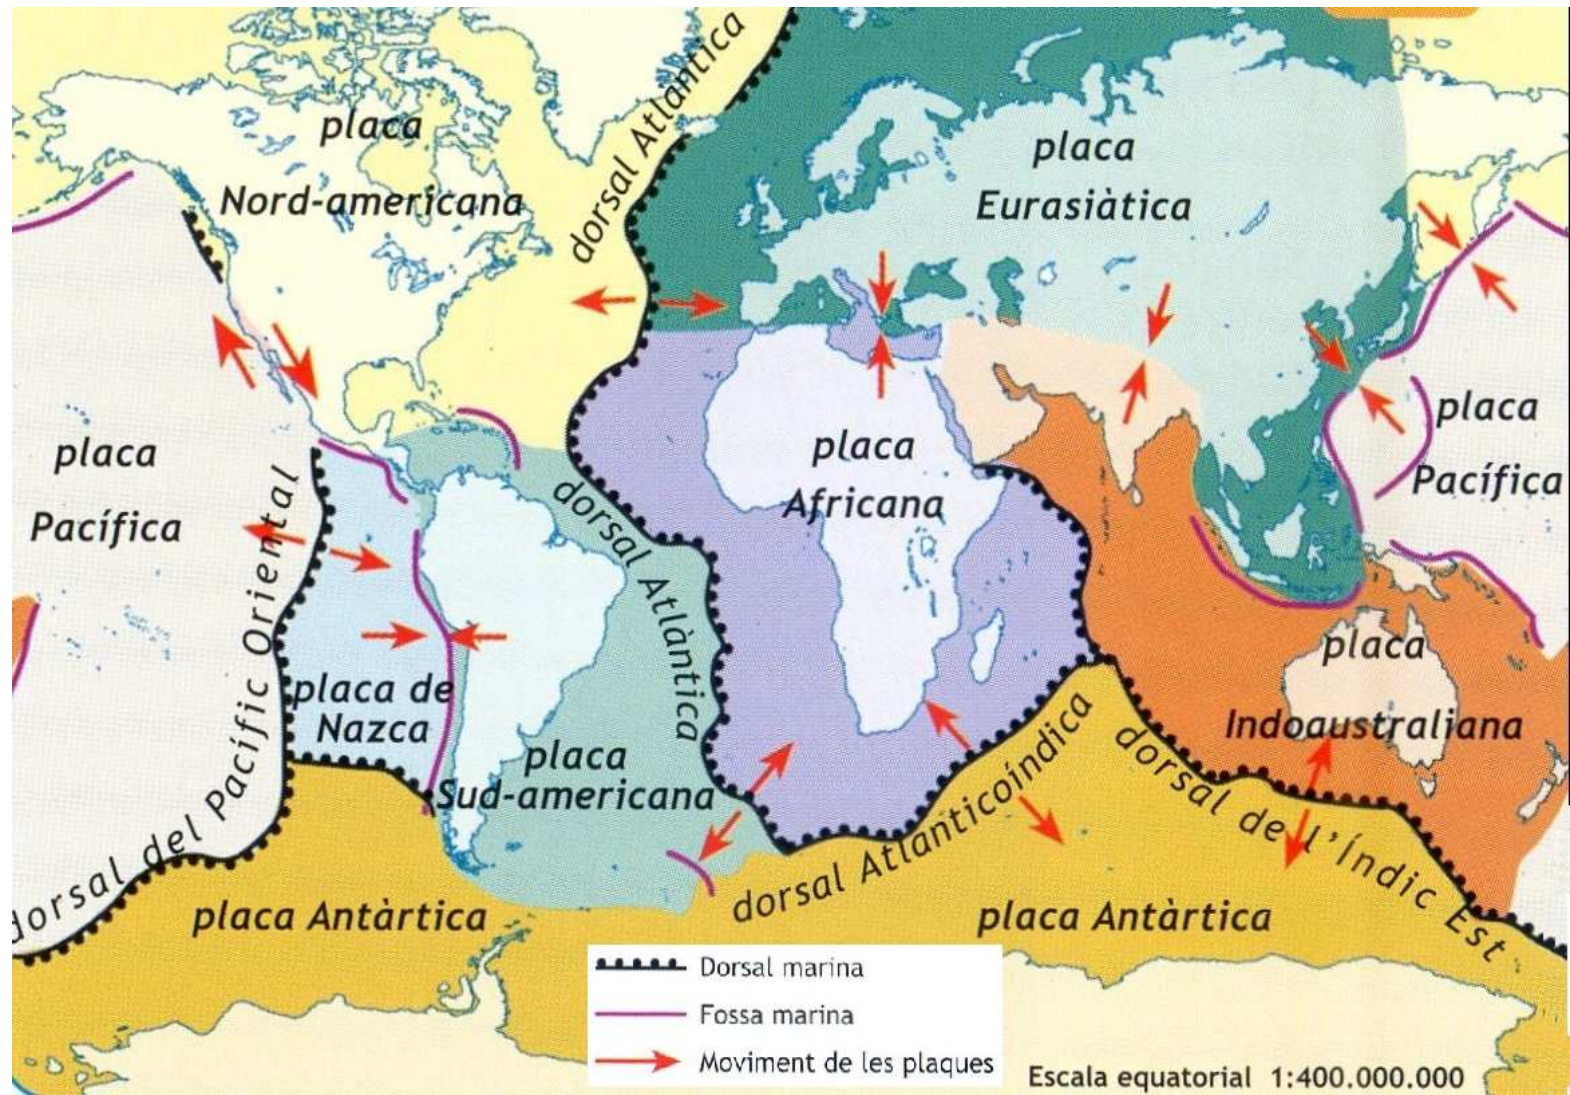 placa
Nord-americana
dorsal Atlàntica
placa
Eurasiàtica
placa
Pacífica
dorsal del Pacífic Oriental
placa de
Nazca
dorsal Atlàntica
placa
Sud-americana
placa
Africana
placa
Pacífica
placa
Indoaustraliana
dorsal Atlanticoíndica
dorsal de l'Índic Est
placa Antàrtica
placa Antàrtica
Dorsal marina
Fossa marina
Moviment de les plaques
Escala equatorial 1:400.000.000